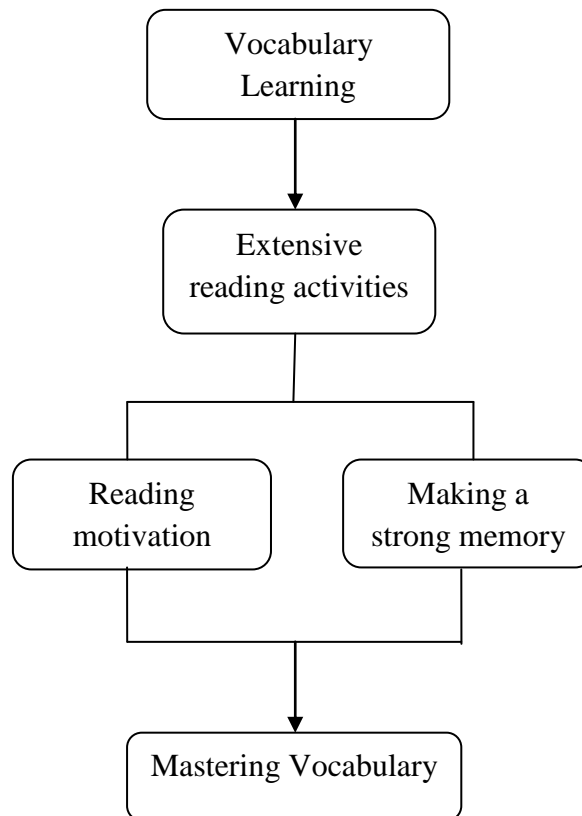 Vocabulary
Learning
Extensive
reading activities
Reading
motivation
Making a
strong memory
Mastering Vocabulary